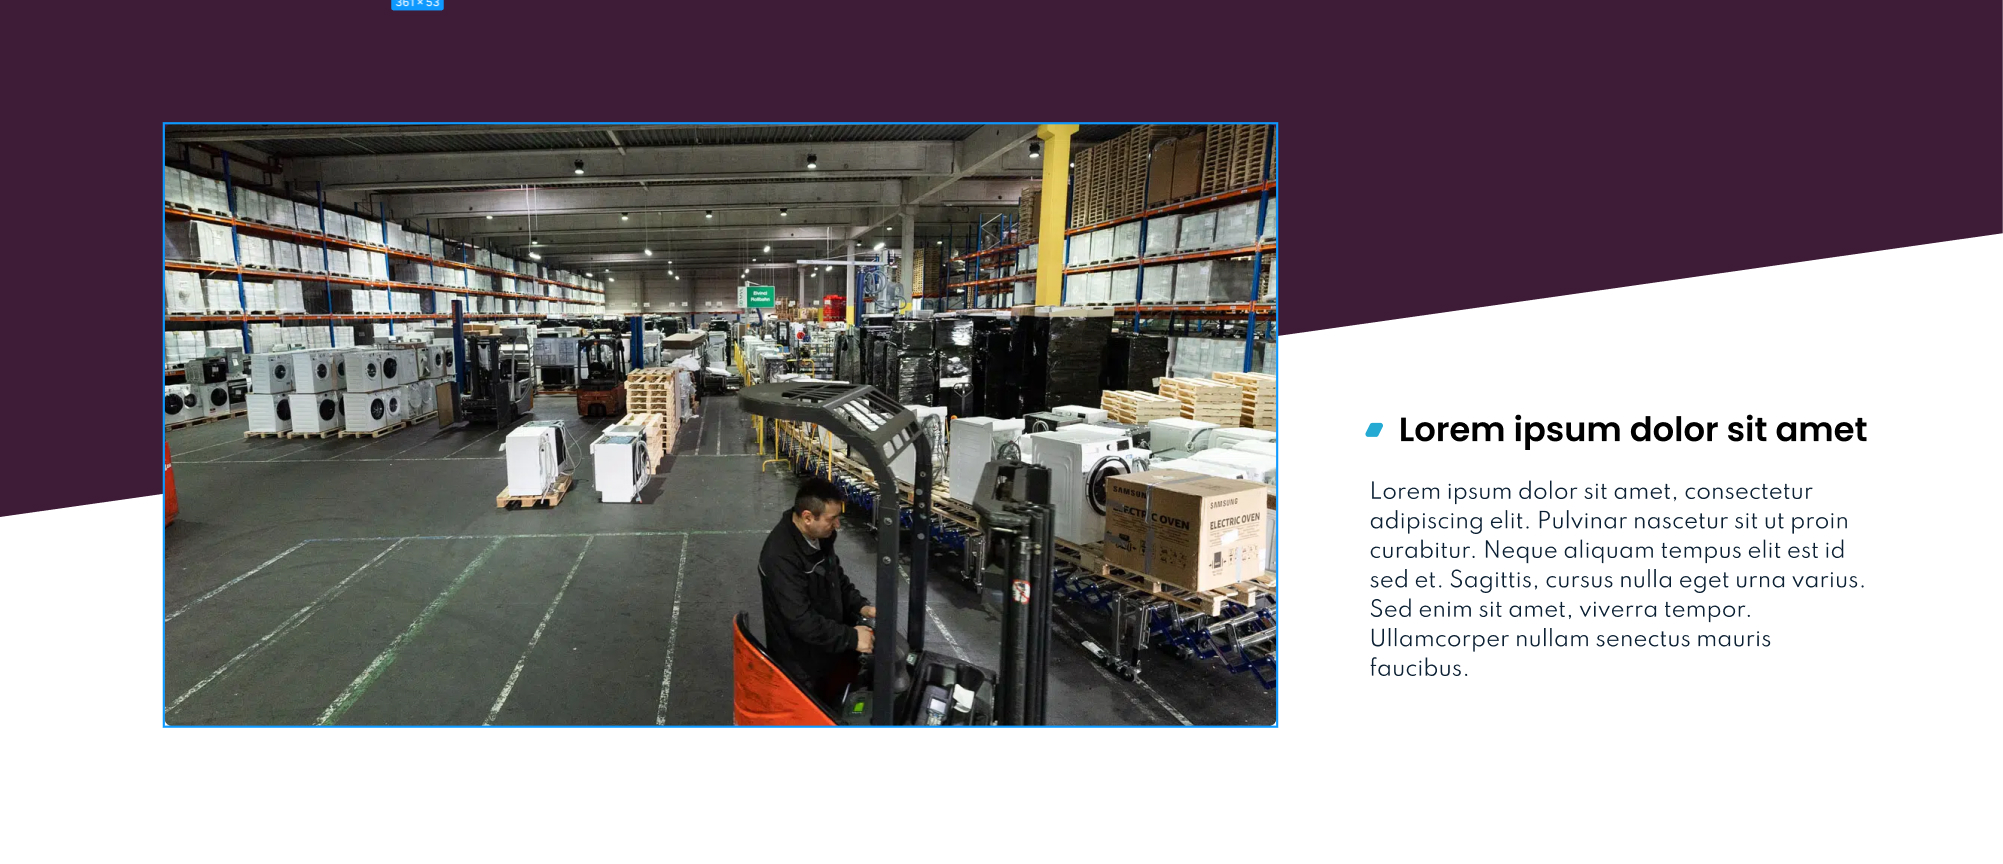 361 × 53
Lorem ipsum dolor sit amet
Lorem ipsum dolor sit amet, consectetur
adipiscing elit. Pulvinar nascetur sit ut proin
curabitur. Neque aliquam tempus elit est id
sed et. Sagittis, cursus nulla eget urna varius.
Sed enim sit amet, viverra tempor.
Ullamcorper nullam senectus mauris
faucibus.
SAMSUNG
ELECTRIC OVEN
SAMSUNG
ELECTRIC OVEN